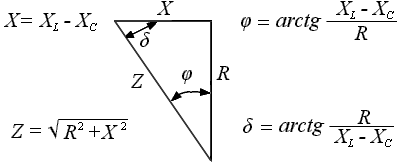 X= X_L - X_C
X
φ = arctg (X_L - X_C)/R
δ
Z
φ
R
Z = √(R² + X²)
δ = arctg R/(X_L - X_C)